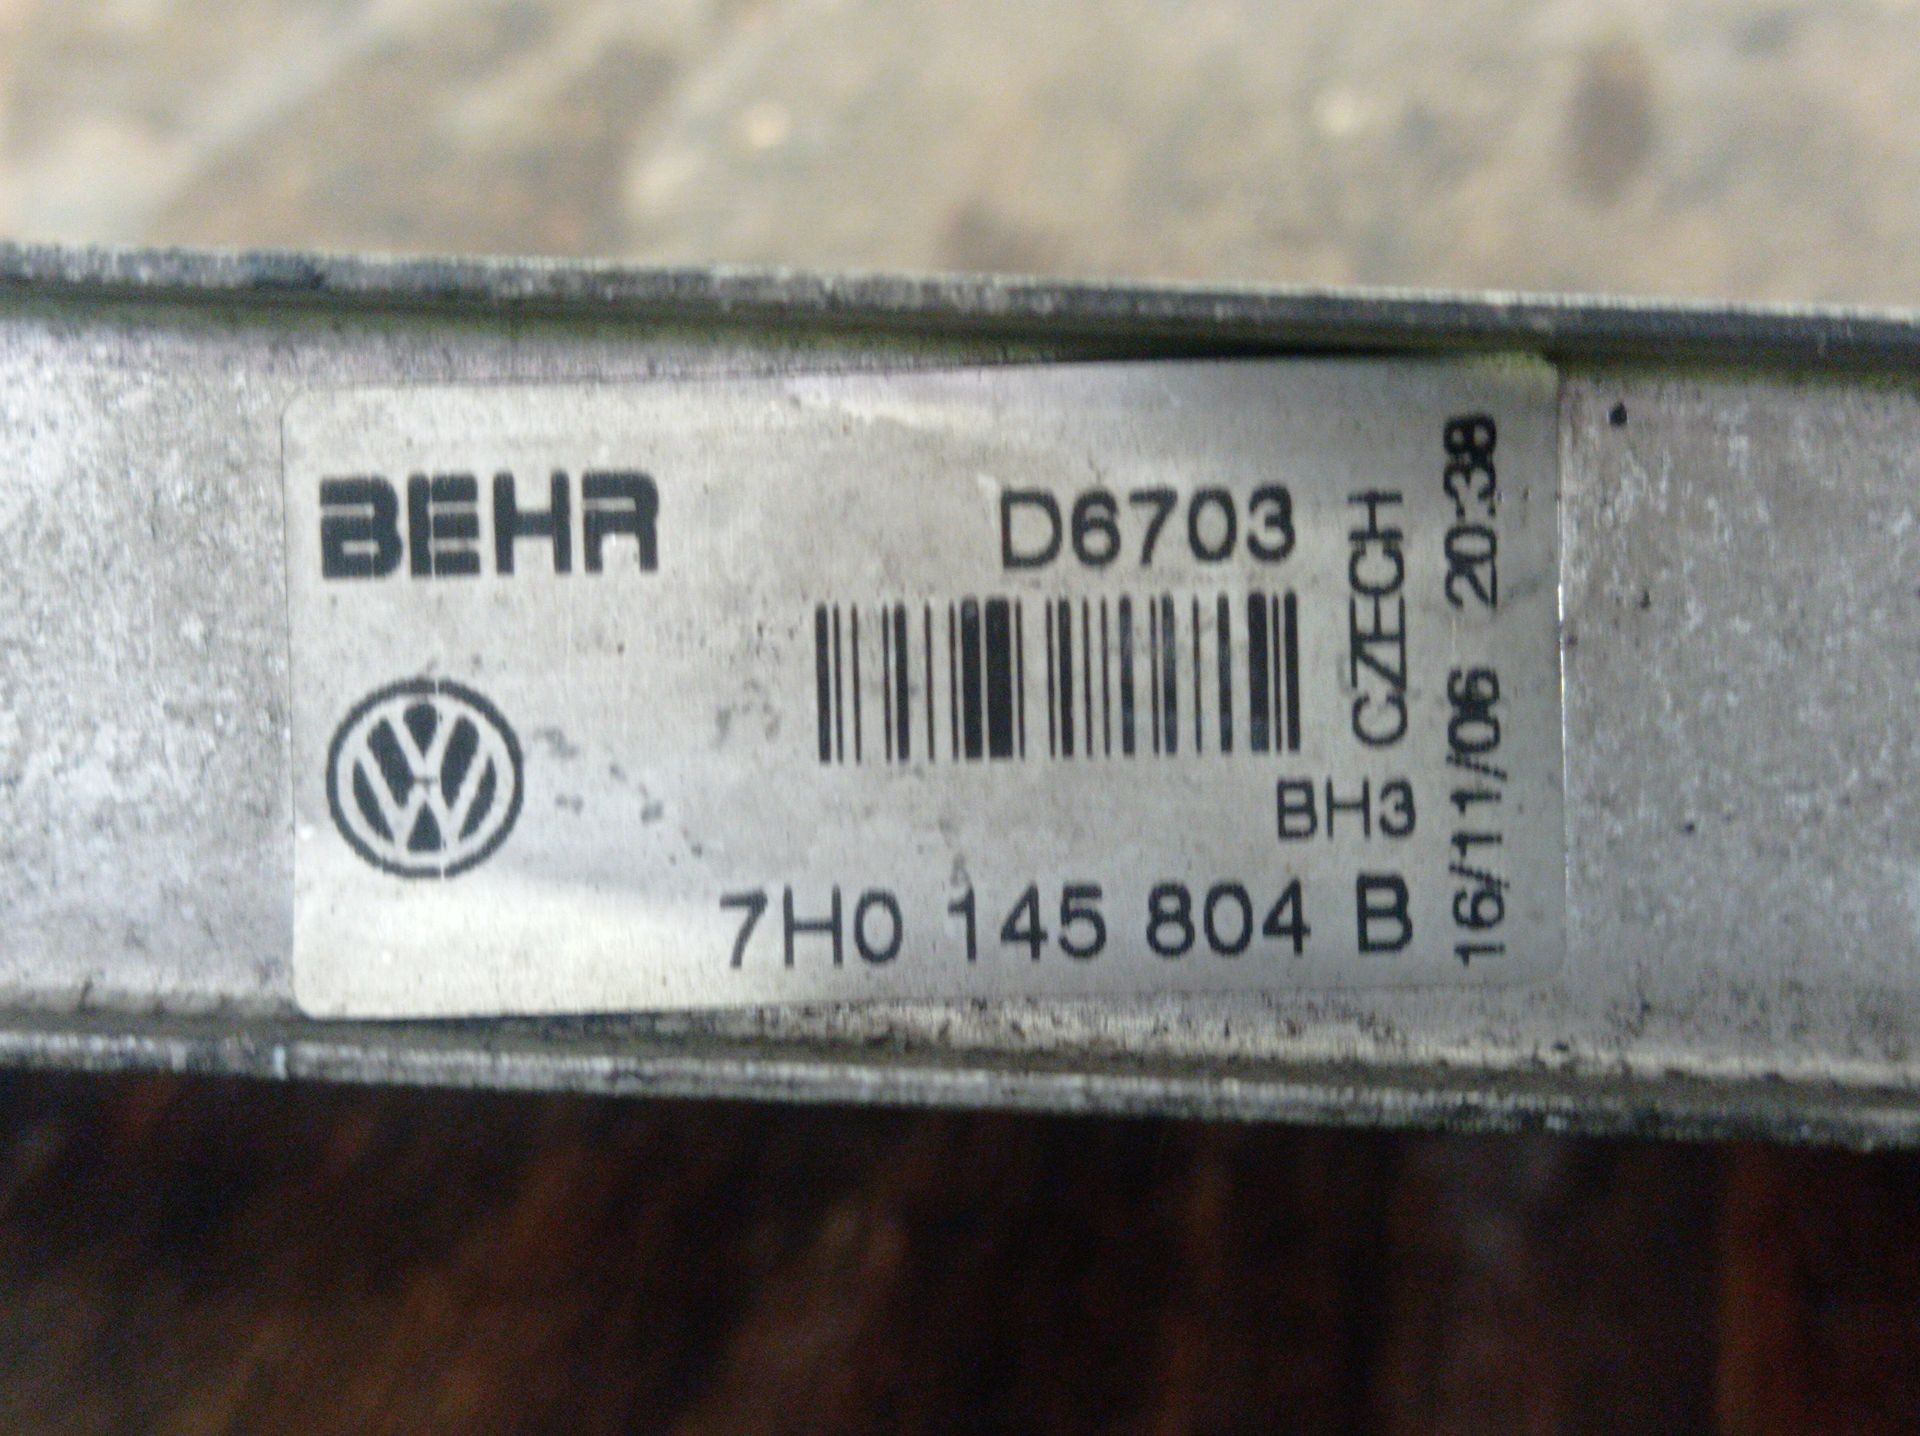 BEHR
D6703
CZECH
16/11/06 20:38
BH3
7H0 145 804 B